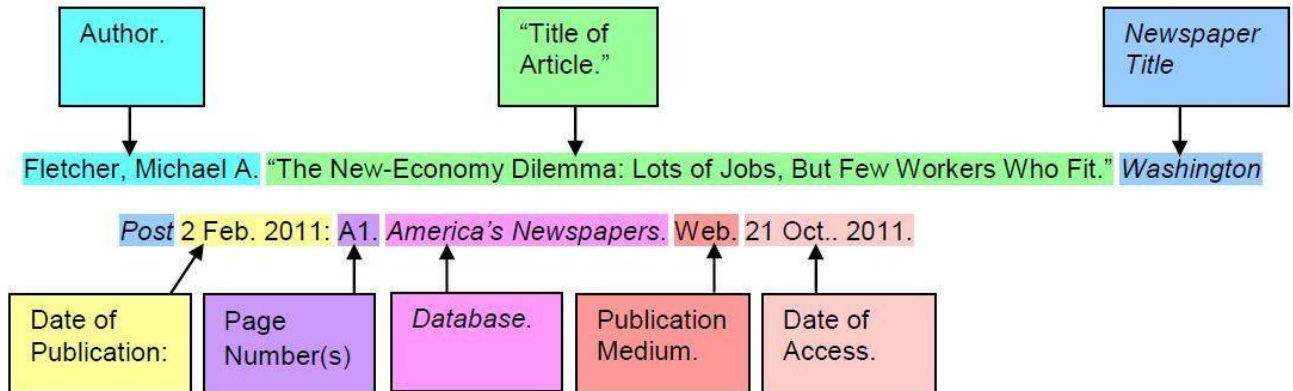 Author.
“Title of
Article.”
Newspaper
Title
Fletcher, Michael A. “The New-Economy Dilemma: Lots of Jobs, But Few Workers Who Fit.” Washington
Post 2 Feb. 2011: A1. America’s Newspapers. Web. 21 Oct.. 2011.
Date of
Publication:
Page
Number(s)
Database.
Publication
Medium.
Date of
Access.